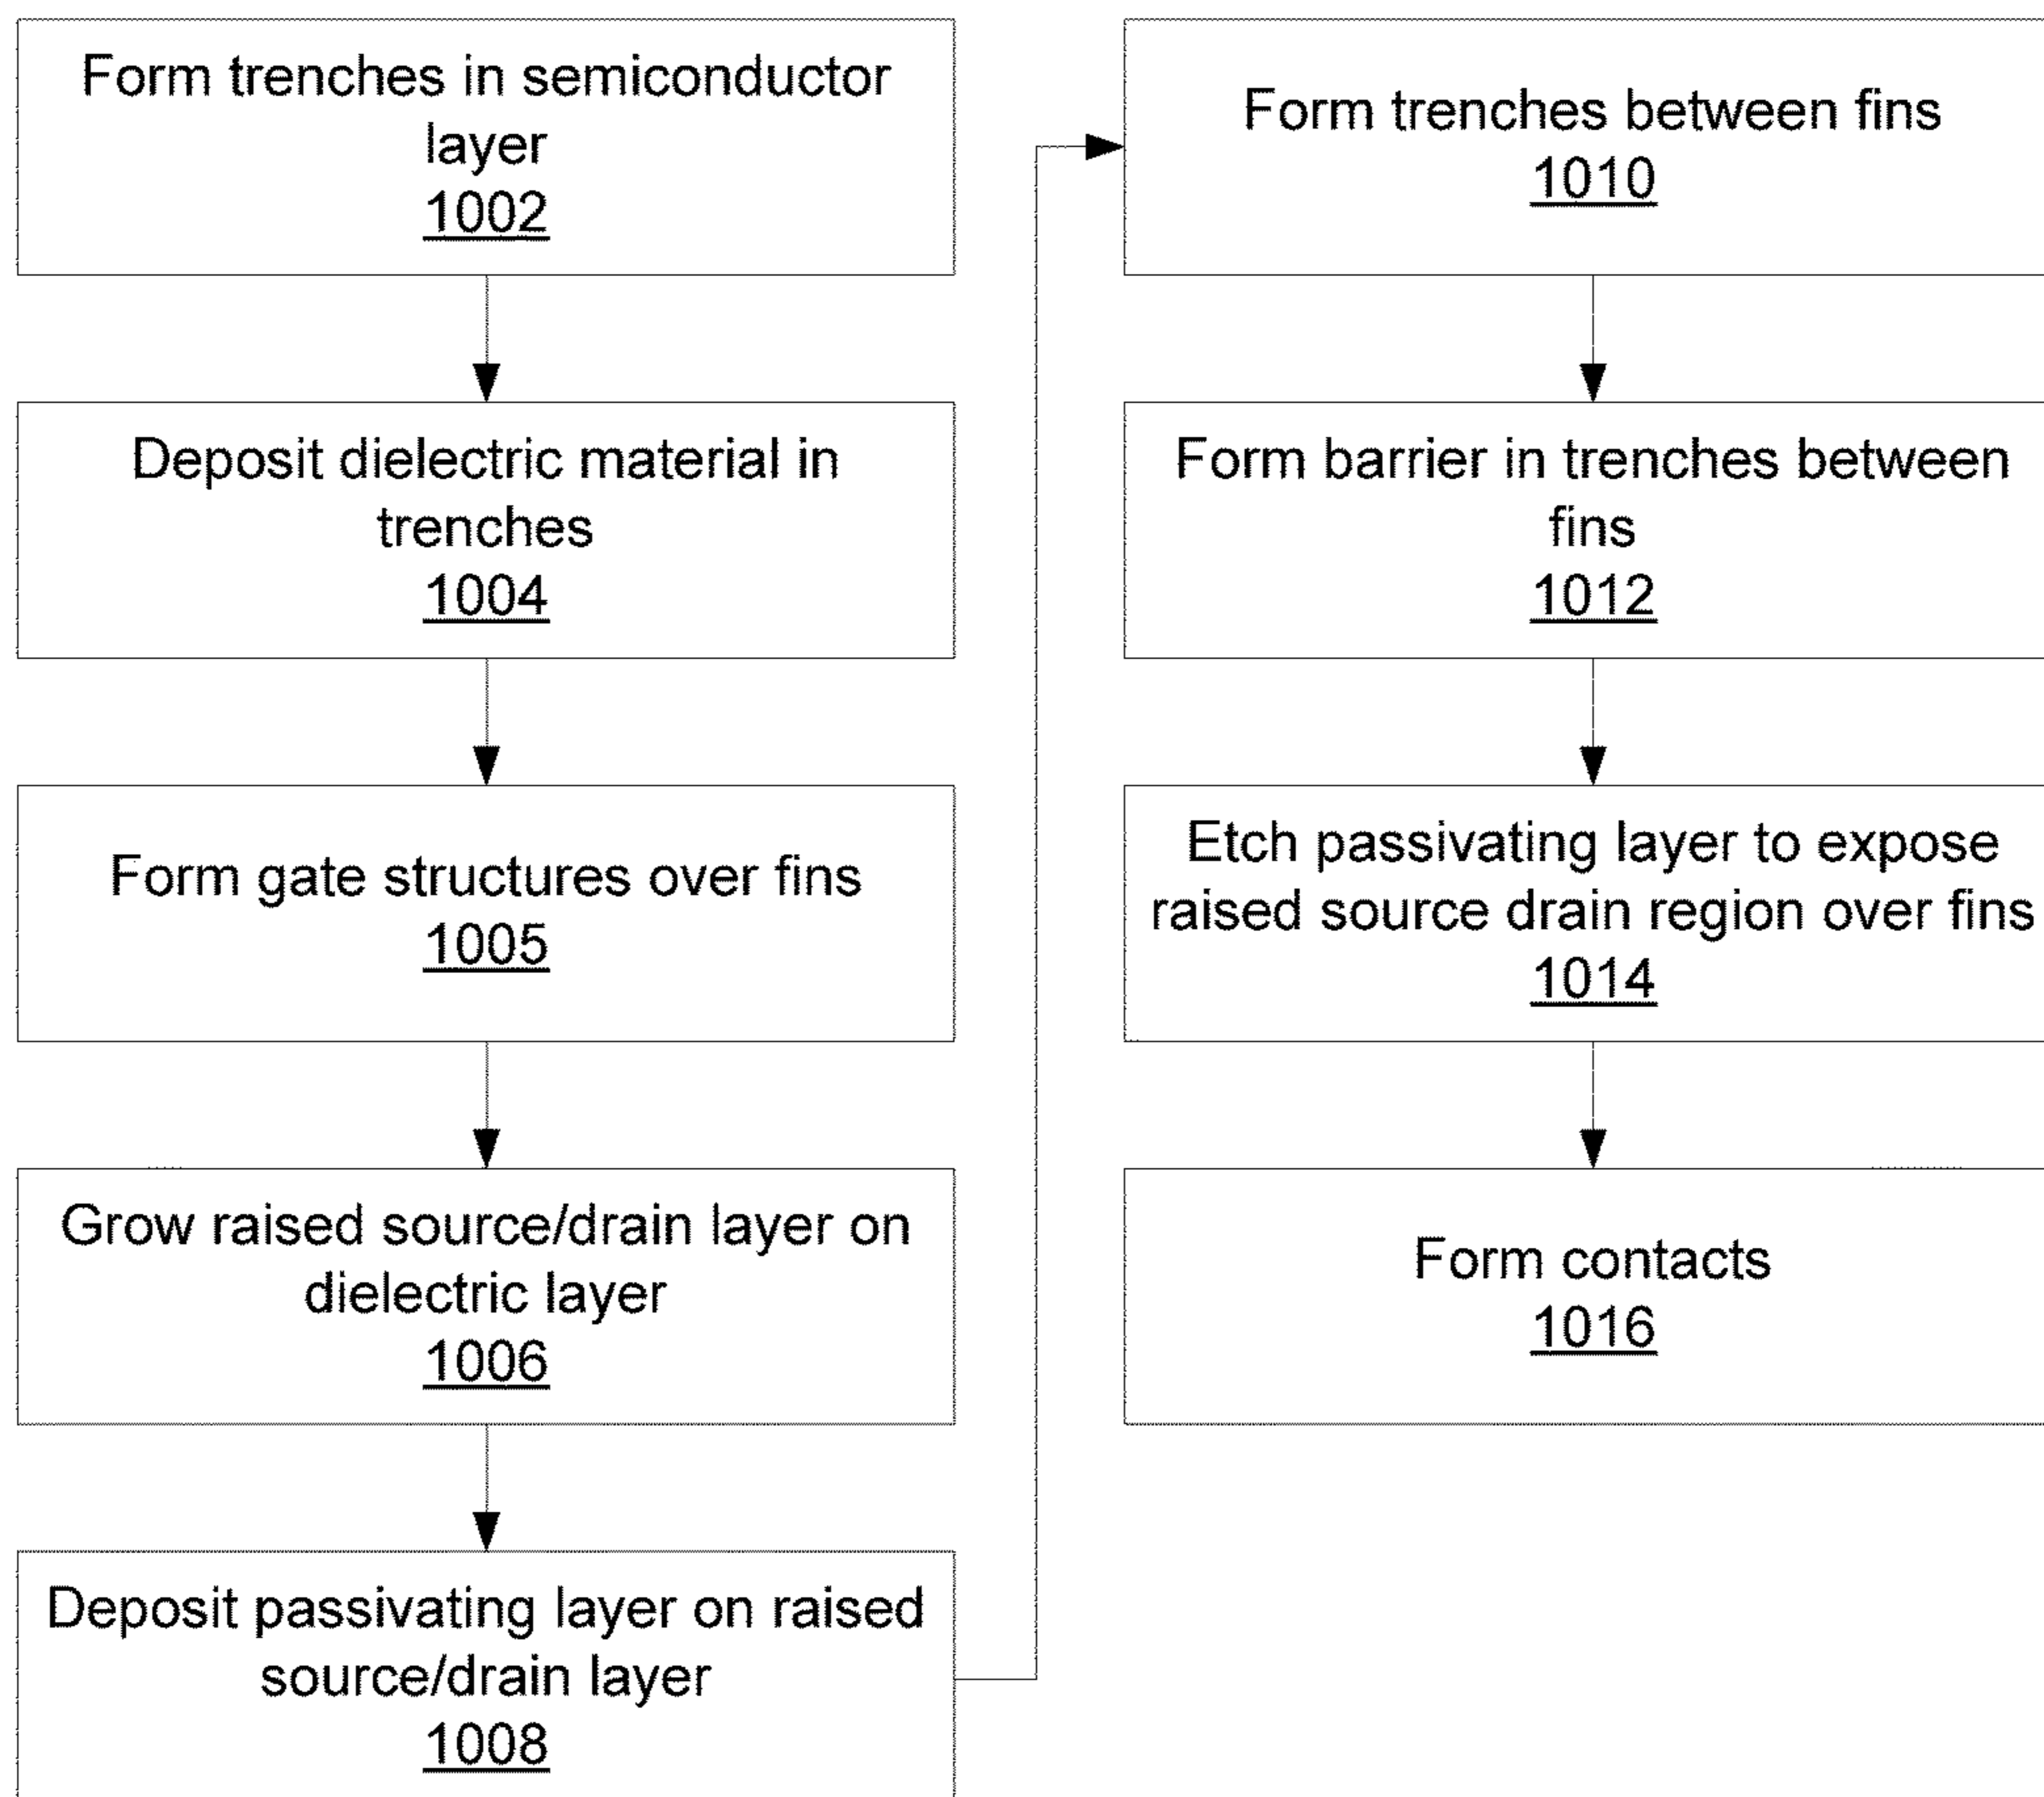 Form trenches in semiconductor
layer
1002
Deposit dielectric material in
trenches
1004
Form gate structures over fins
1005
Grow raised source/drain layer on
dielectric layer
1006
Deposit passivating layer on raised
source/drain layer
1008
Form trenches between fins
1010
Form barrier in trenches between
fins
1012
Etch passivating layer to expose
raised source drain region over fins
1014
Form contacts
1016